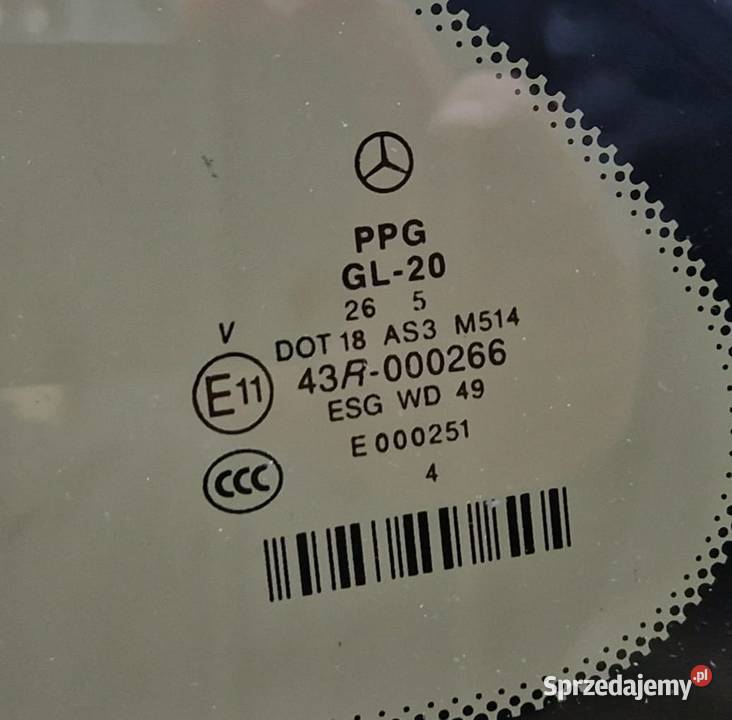 PPG
GL-20
26 5
V
DOT 18 AS3 M514
E11
43R-000266
ESG WD 49
E 000251
CCC
4
Sprzedajemy.pl